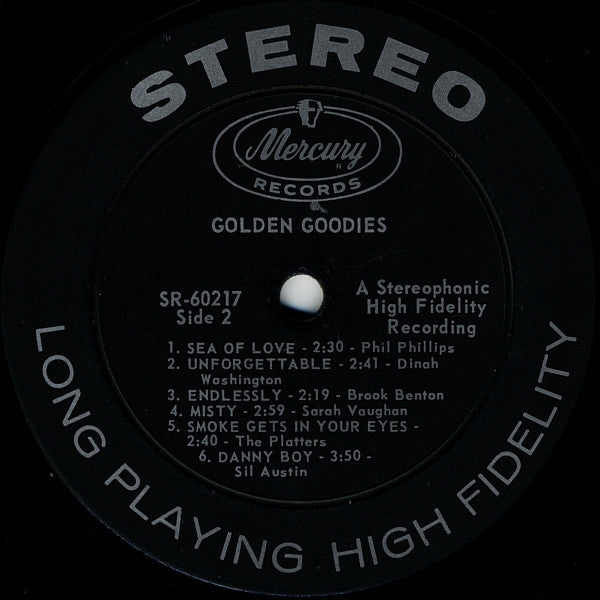 STEREO
Mercury
R
RECORDS
GOLDEN GOODIES
SR-60217
Side 2
A Stereophonic
High Fidelity
Recording
1. SEA OF LOVE - 2:30 - Phil Phillips
2. UNFORGETTABLE - 2:41 - Dinah
Washington
3. ENDLESSLY - 2:19 - Brook Benton
4. MISTY - 2:59 - Sarah Vaughan
5. SMOKE GETS IN YOUR EYES -
2:40 - The Platters
6. DANNY BOY - 3:50 -
Sil Austin
LONG PLAYING HIGH FIDELITY